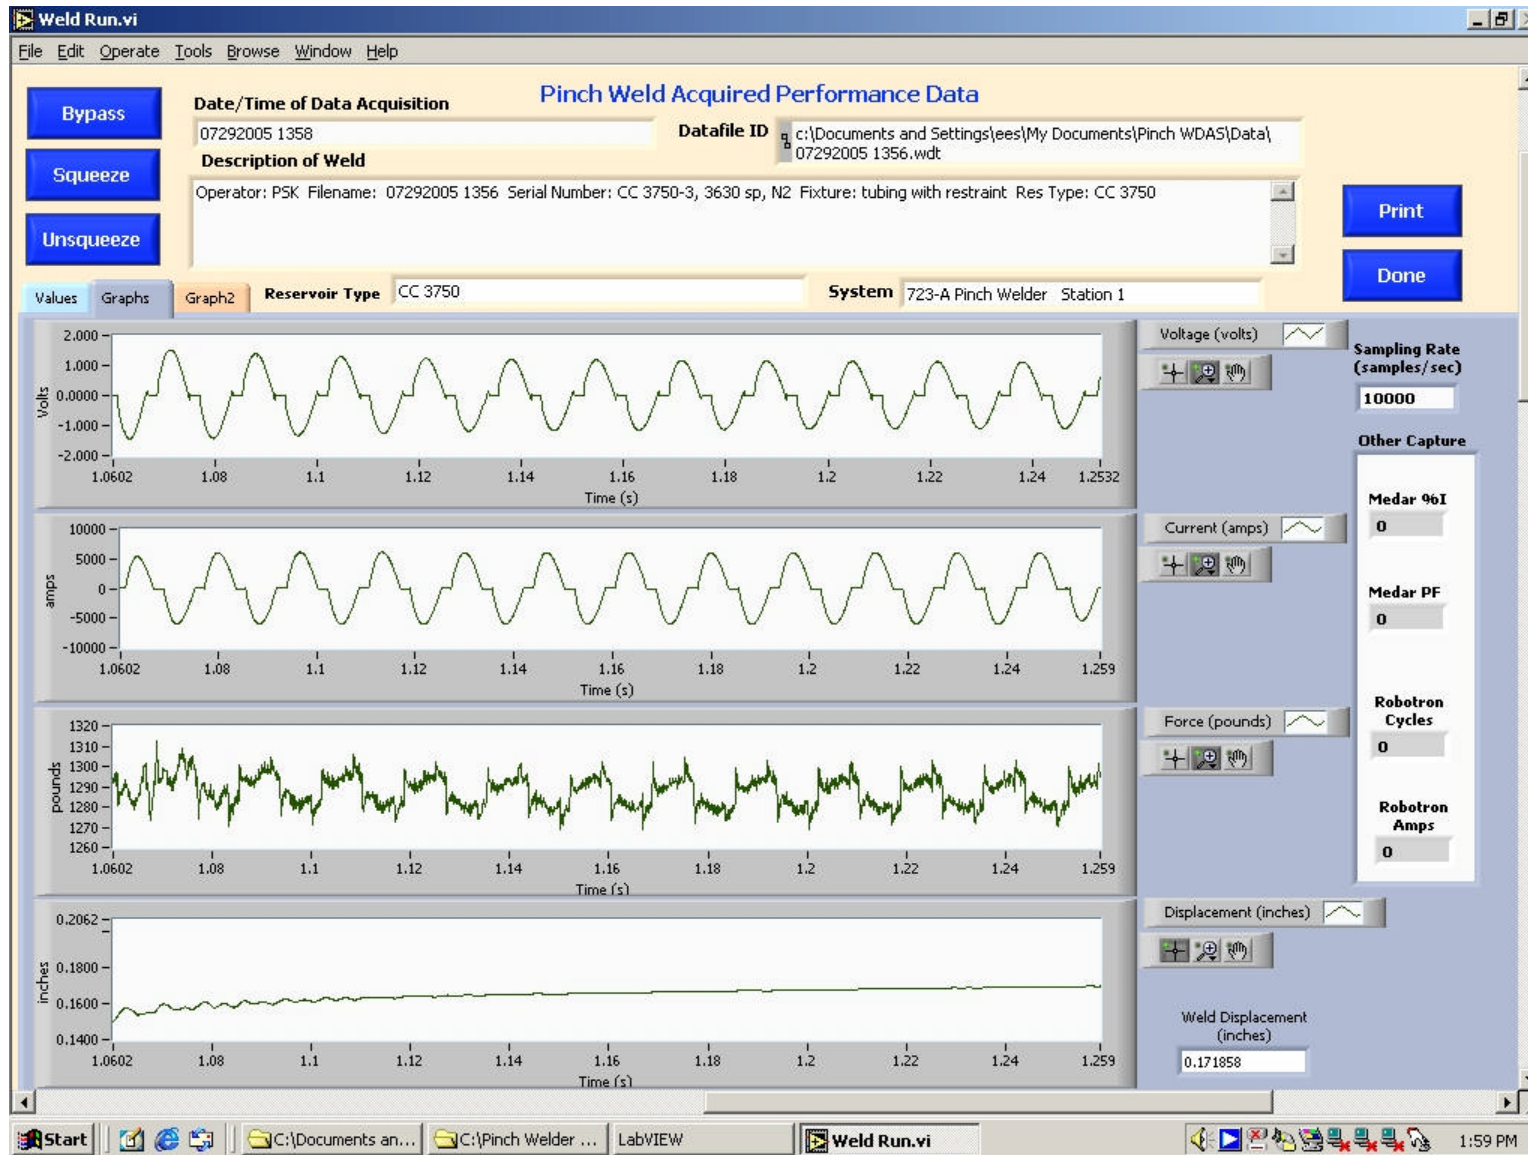 Weld Run.vi
File Edit Operate Tools Browse Window Help
Pinch Weld Acquired Performance Data
Bypass
Squeeze
Unsqueeze
Date/Time of Data Acquisition
07292005 1358
Datafile ID
c:\Documents and Settings\ees\My Documents\Pinch WDAS\Data\
07292005 1356.wdt
Description of Weld
Operator: PSK Filename: 07292005 1356 Serial Number: CC 3750-3, 3630 sp, N2 Fixture: tubing with restraint Res Type: CC 3750
Print
Done
Values Graphs Graph2
Reservoir Type CC 3750
System 723-A Pinch Welder Station 1
Volts
2.000
1.000
0.0000
-1.000
-2.000
1.0602 1.08 1.1 1.12 1.14 1.16 1.18 1.2 1.22 1.24 1.2532
Time (s)
Voltage (volts)
Sampling Rate
(samples/sec)
10000
Other Capture
Medar %I
0
Medar PF
0
Robotron
Cycles
0
Robotron
Amps
0
amps
10000
5000
0
-5000
-10000
1.0602 1.08 1.1 1.12 1.14 1.16 1.18 1.2 1.22 1.24 1.259
Time (s)
Current (amps)
pounds
1320
1310
1300
1290
1280
1270
1260
1.0602 1.08 1.1 1.12 1.14 1.16 1.18 1.2 1.22 1.24 1.259
Time (s)
Force (pounds)
inches
0.2062
0.1800
0.1600
0.1400
1.0602 1.08 1.1 1.12 1.14 1.16 1.18 1.2 1.22 1.24 1.259
Time (s)
Displacement (inches)
Weld Displacement
(inches)
0.171858
Start
C:\Documents an...
C:\Pinch Welder ...
LabVIEW
Weld Run.vi
1:59 PM